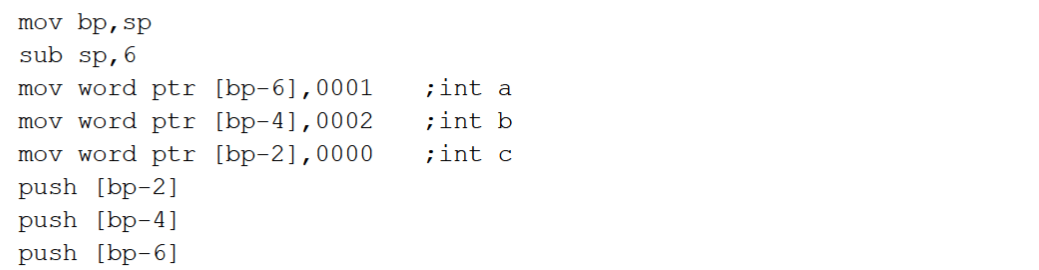 mov bp,sp
sub sp,6
mov word ptr [bp-6],0001   ;int a
mov word ptr [bp-4],0002   ;int b
mov word ptr [bp-2],0000   ;int c
push [bp-2]
push [bp-4]
push [bp-6]